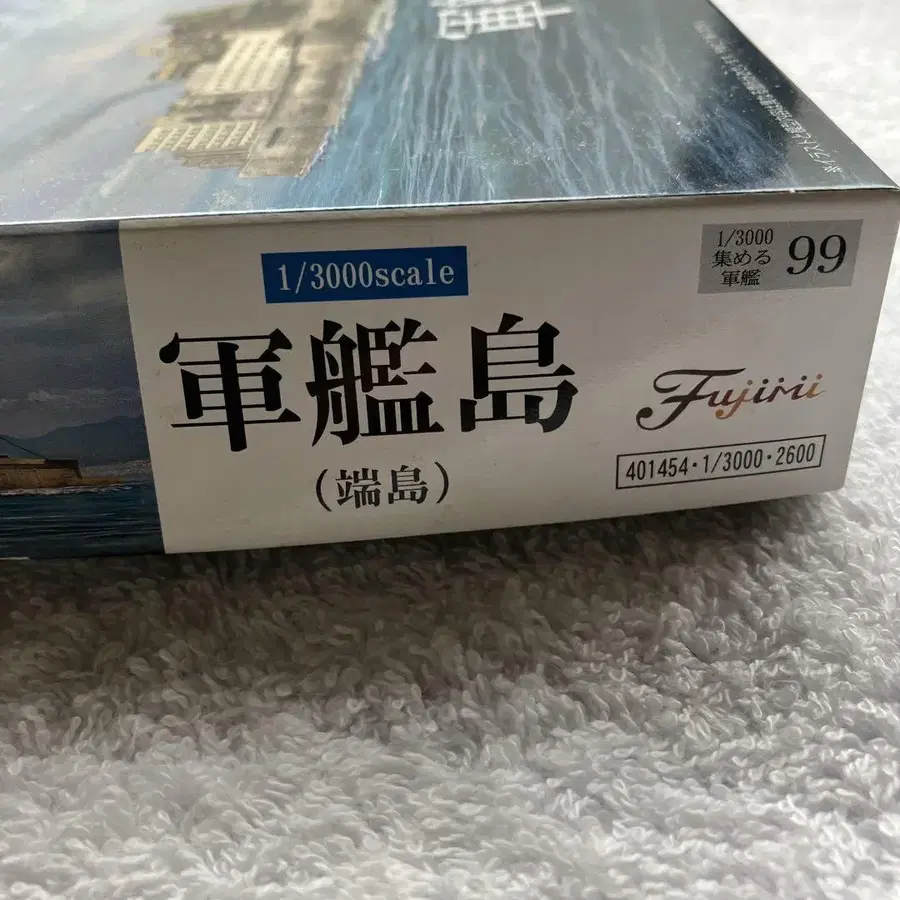 1/3000scale
軍艦島
(端島)
1/3000
集める
軍艦
99
Fujimi
401454・1/3000・2600